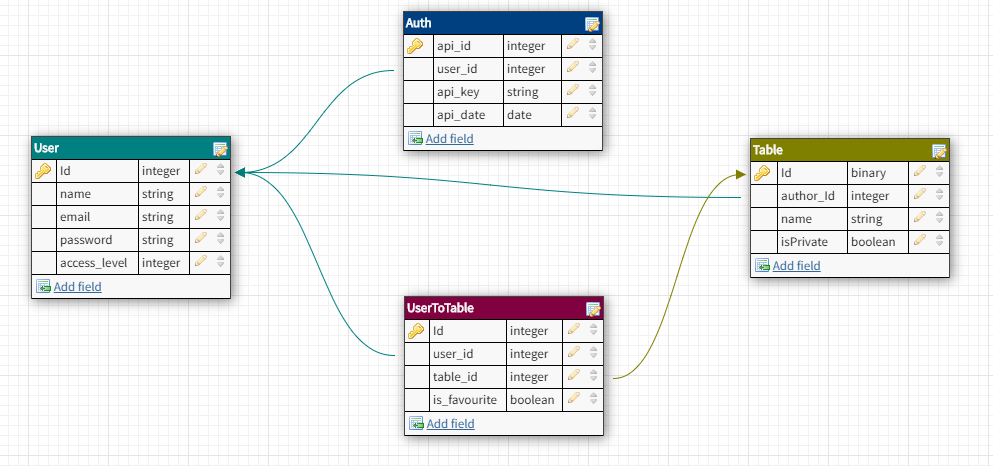 Auth
api_id integer
user_id integer
api_key string
api_date date
Add field
User
Id integer
name string
email string
password string
access_level integer
Add field
Table
Id binary
author_Id integer
name string
isPrivate boolean
Add field
UserToTable
Id integer
user_id integer
table_id integer
is_favourite boolean
Add field